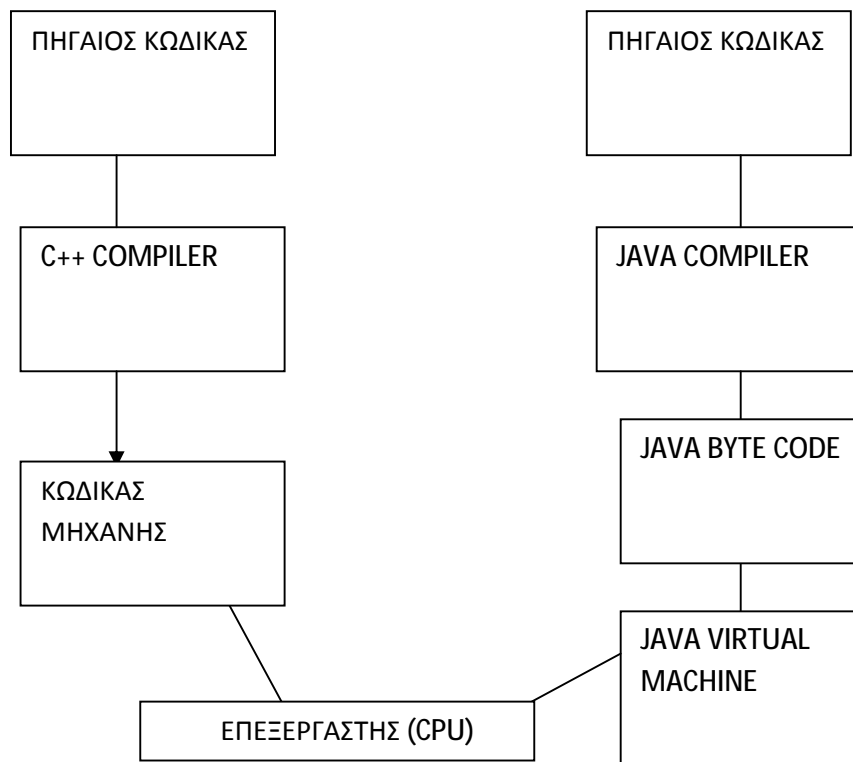 ΠΗΓΑΙΟΣ ΚΩΔΙΚΑΣ
C++ COMPILER
ΚΩΔΙΚΑΣ
ΜΗΧΑΝΗΣ
ΠΗΓΑΙΟΣ ΚΩΔΙΚΑΣ
JAVA COMPILER
JAVA BYTE CODE
JAVA VIRTUAL
MACHINE
ΕΠΕΞΕΡΓΑΣΤΗΣ (CPU)